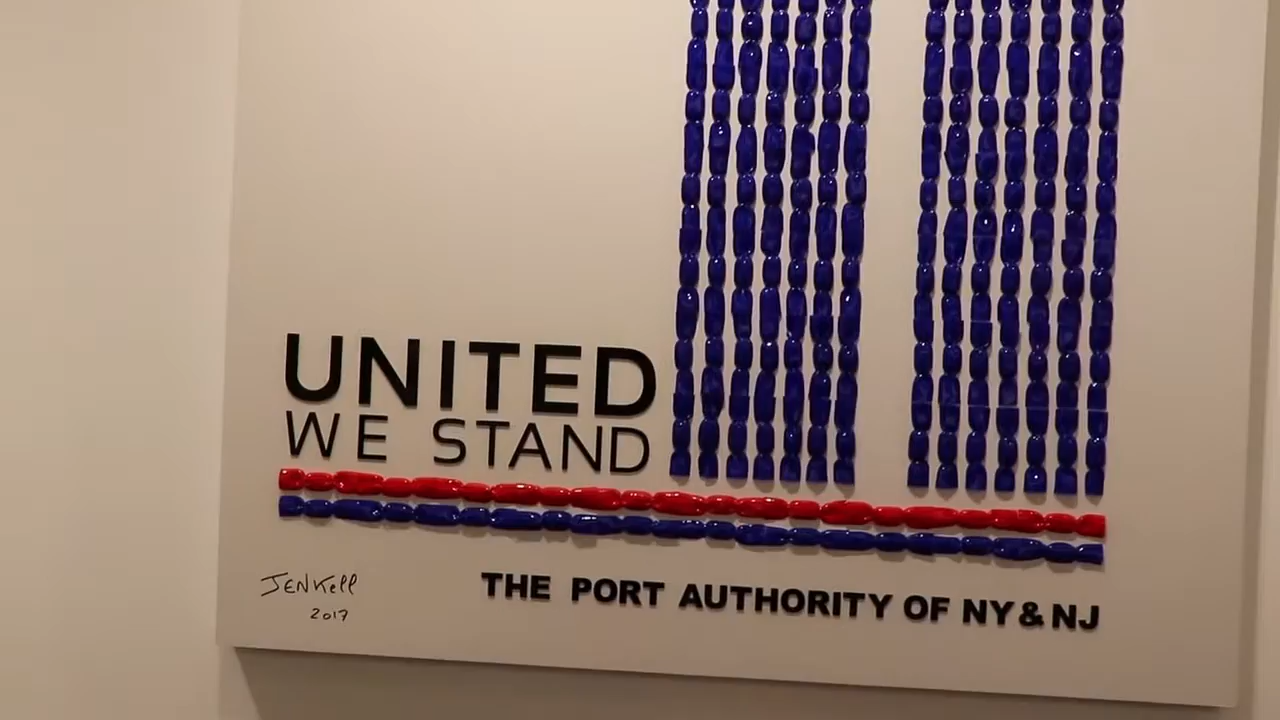 UNITED
WE STAND
JENKell
2017
THE PORT AUTHORITY OF NY & NJ